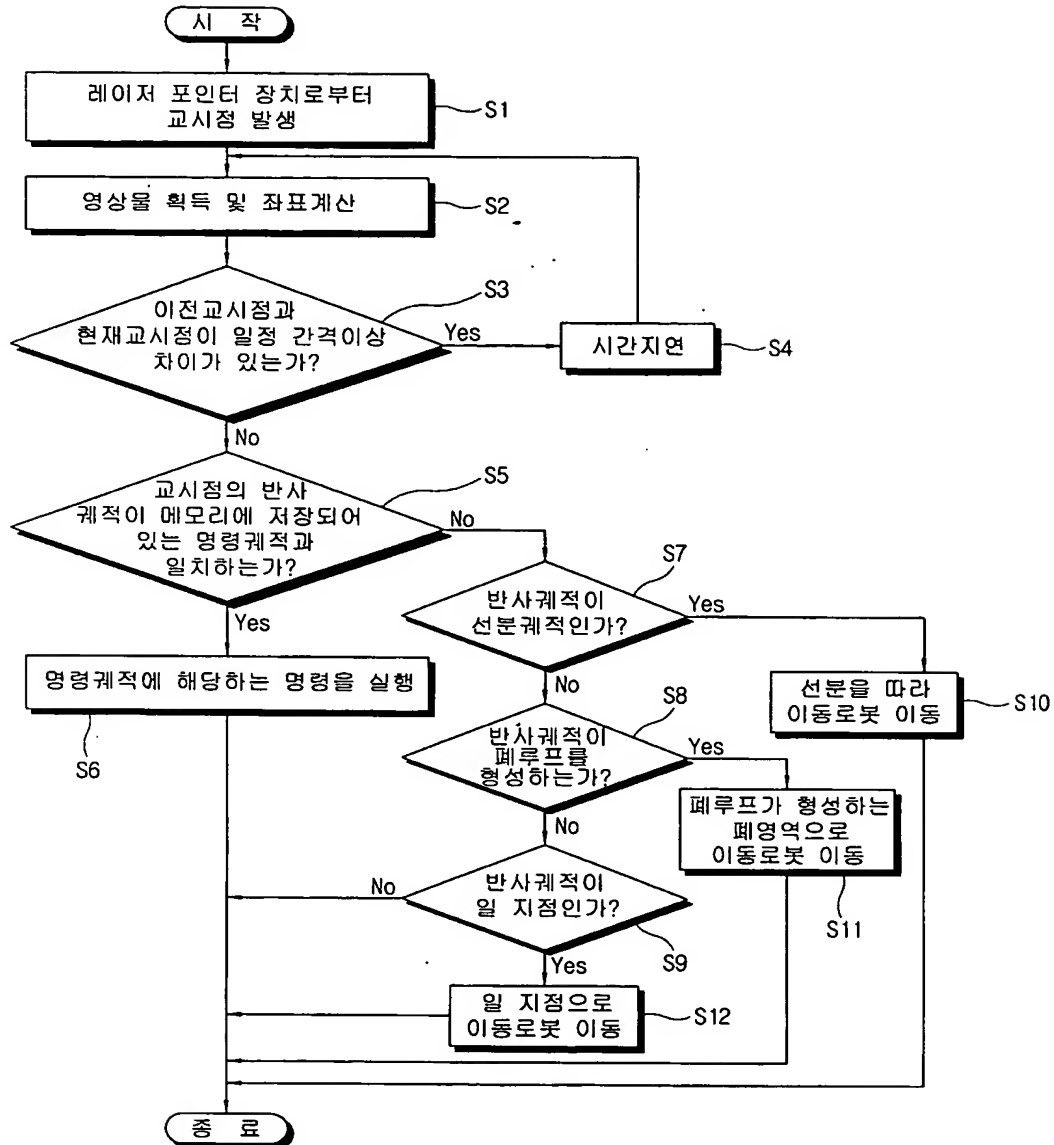 시 작
레이저 포인터 장치로부터
교시점 발생
S1
영상물 획득 및 좌표계산
S2
이전교시점과
현재교시점이 일정 간격이상
차이가 있는가?
S3
Yes
시간지연
S4
No
교시점의 반사
궤적이 메모리에 저장되어
있는 명령궤적과
일치하는가?
S5
No
Yes
명령궤적에 해당하는 명령을 실행
S6
반사궤적이
선분궤적인가?
S7
Yes
No
선분을 따라
이동로봇 이동
S10
반사궤적이
폐루프를
형성하는가?
S8
Yes
No
폐루프가 형성하는
폐영역으로
이동로봇 이동
S11
반사궤적이
일 지점인가?
S9
No
Yes
일 지점으로
이동로봇 이동
S12
종 료